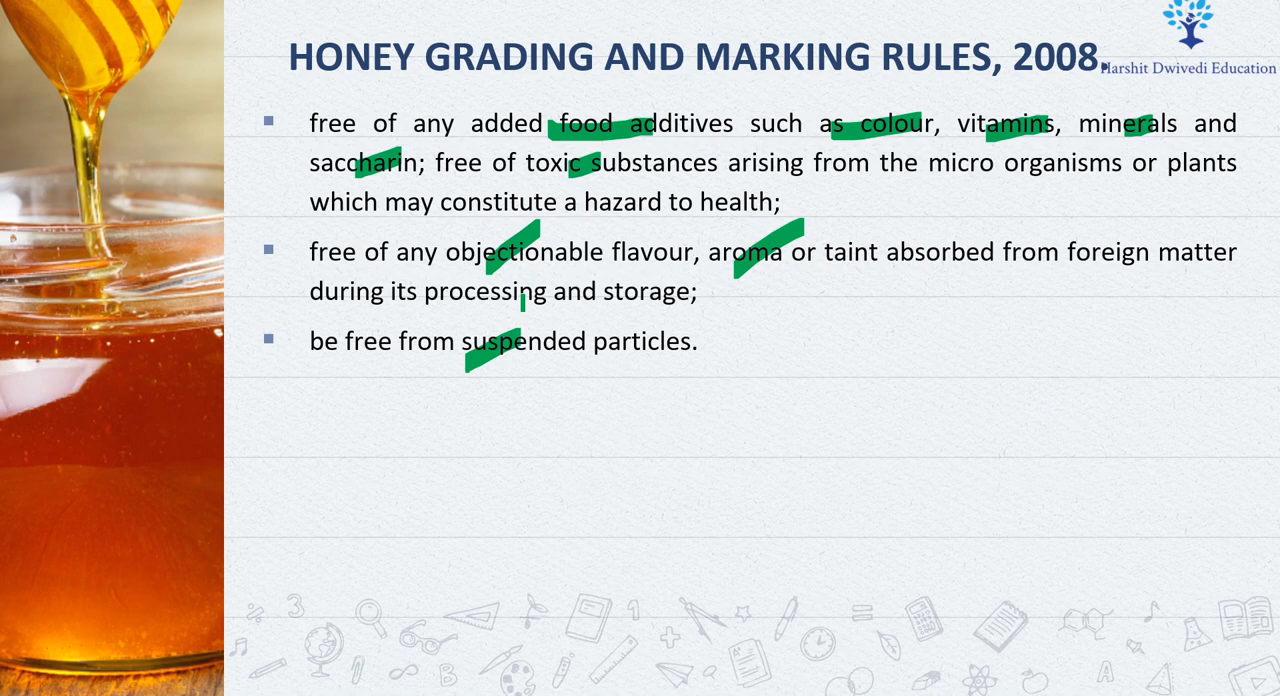 HONEY GRADING AND MARKING RULES, 2008.
Harshit Dwivedi Education
free of any added food additives such as colour, vitamins, minerals and
saccharin; free of toxic substances arising from the micro organisms or plants
which may constitute a hazard to health;
free of any objectionable flavour, aroma or taint absorbed from foreign matter
during its processing and storage;
be free from suspended particles.